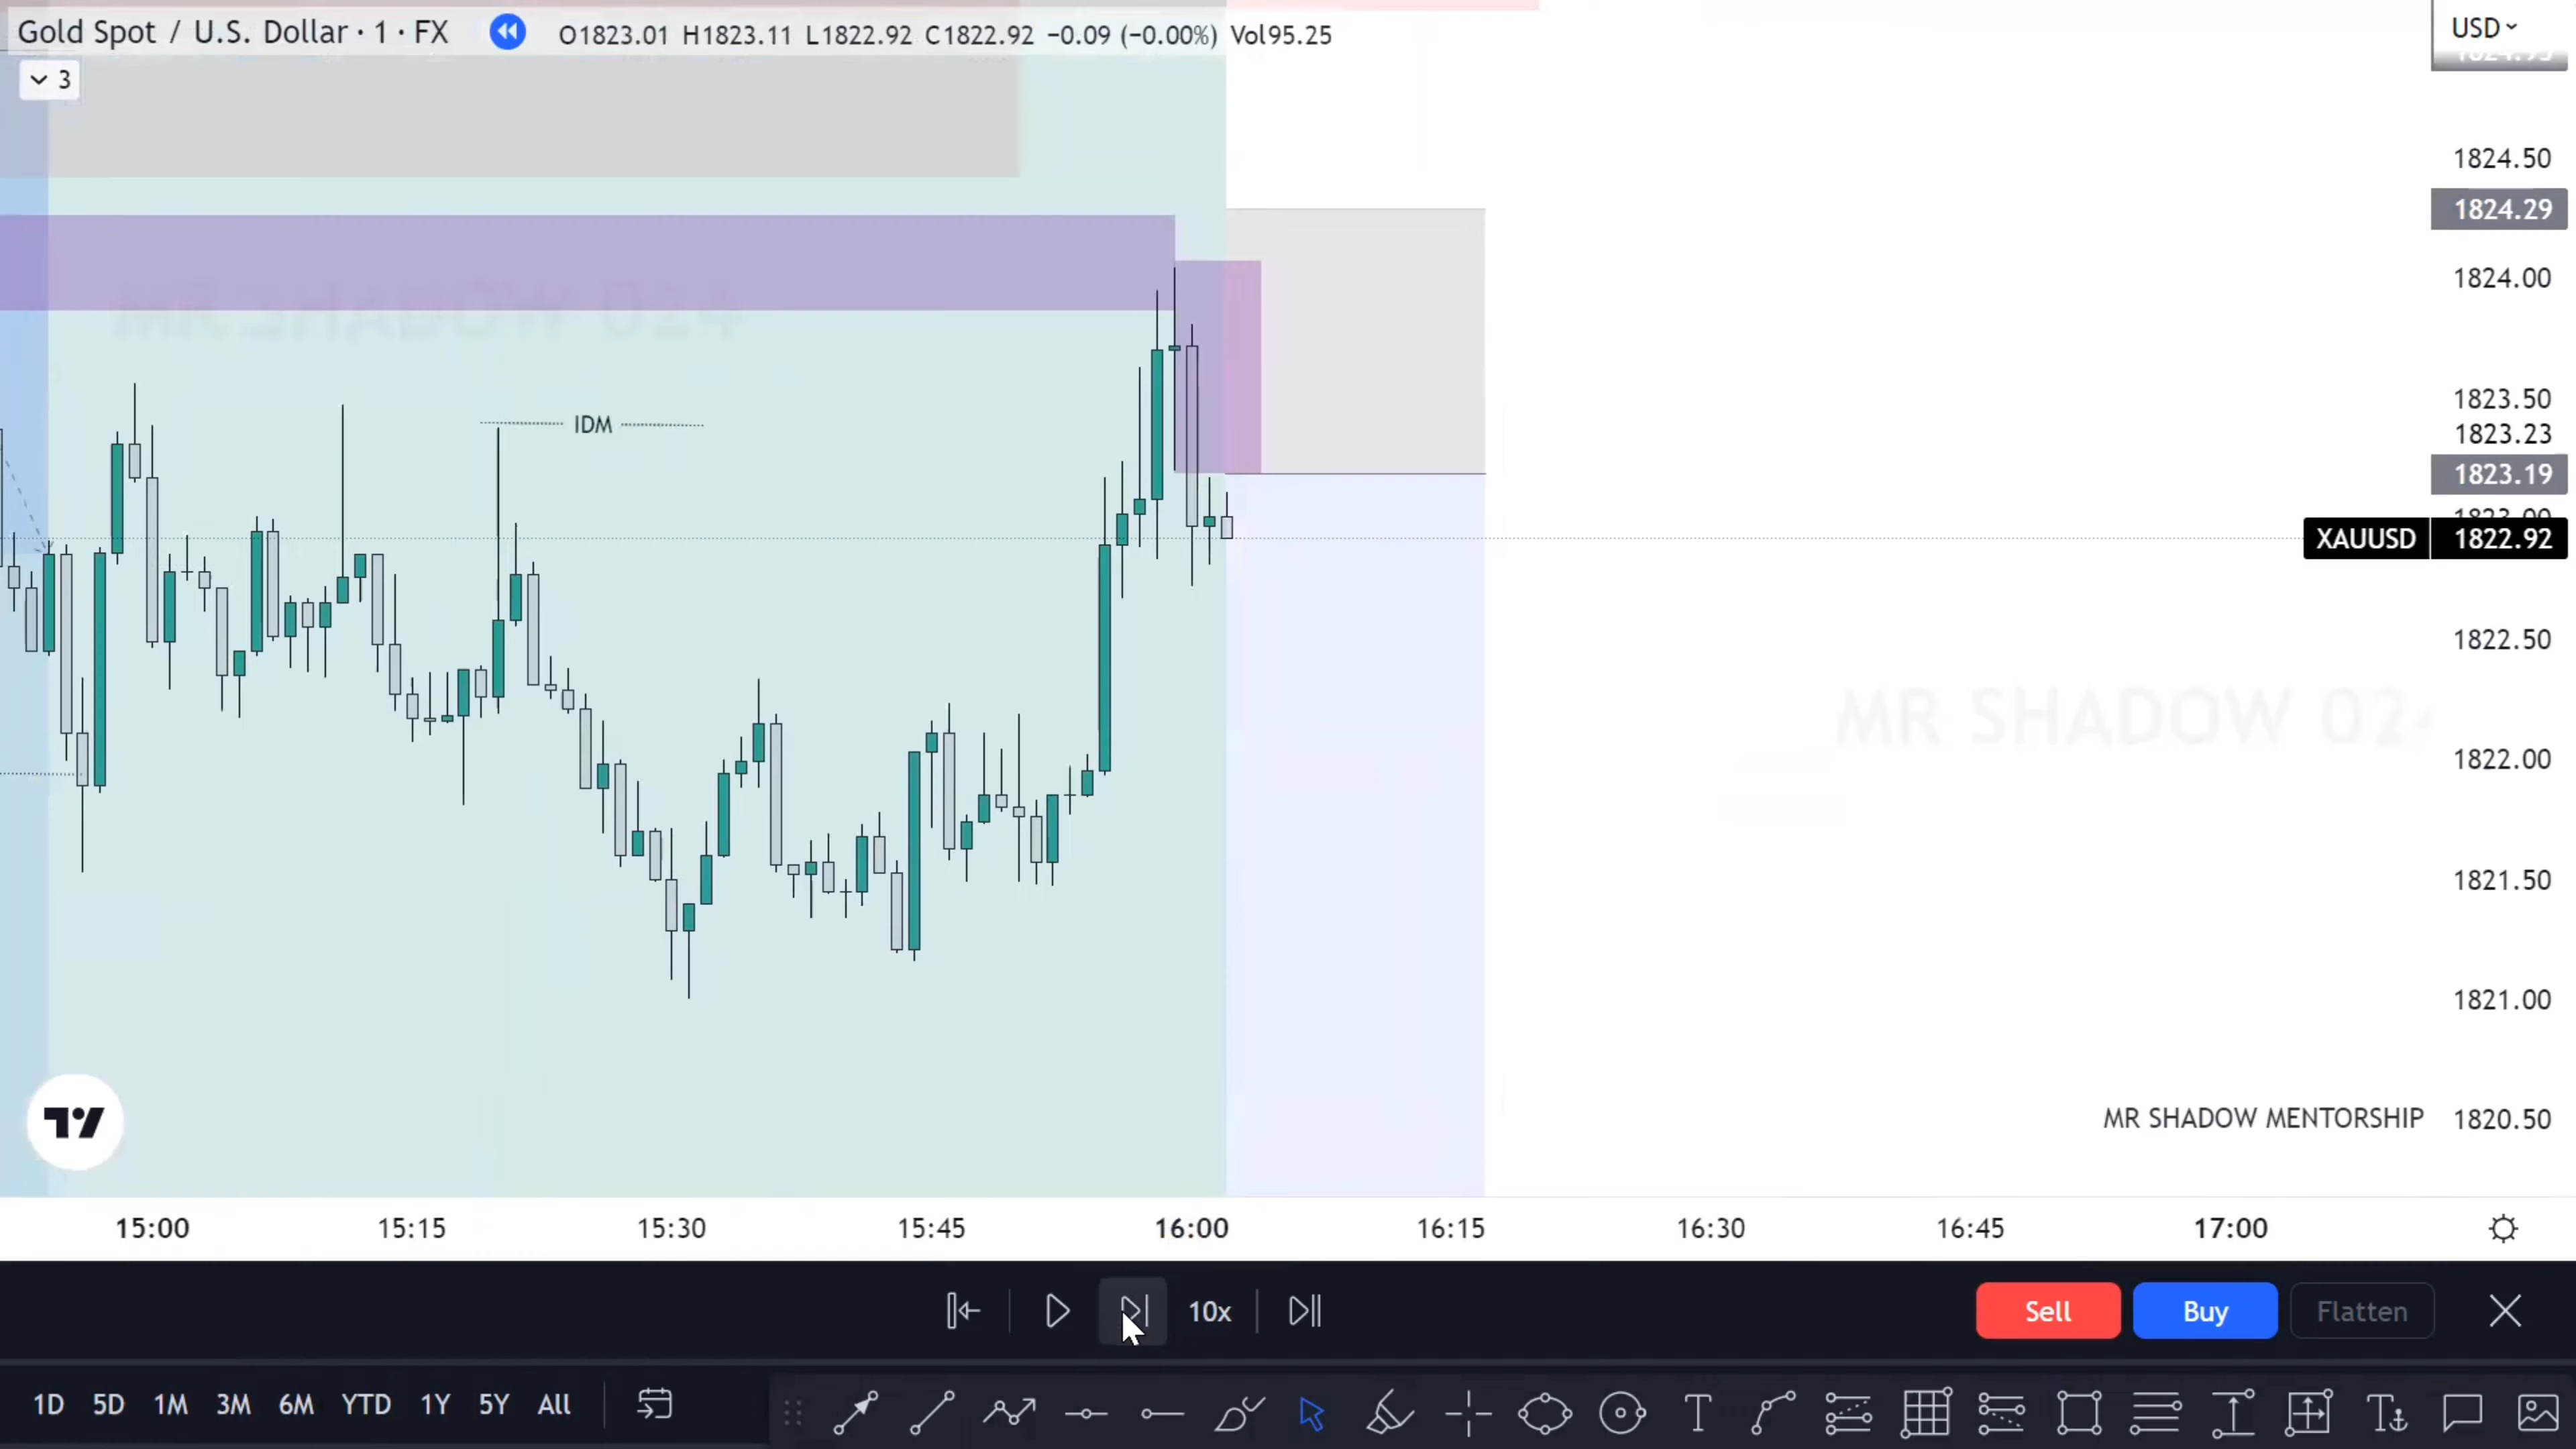 Gold Spot / U.S. Dollar · 1 · FX
O1823.01 H1823.11 L1822.92 C1822.92 −0.09 (−0.00%) Vol95.25
USD
3
1824.50
1824.29
1824.00
MR SHADOW 024
1823.50
IDM
1823.23
1823.19
XAUUSD 1822.92
1822.50
MR SHADOW
1822.00
1821.50
1821.00
MR SHADOW MENTORSHIP 1820.50
15:00 15:15 15:30 15:45 16:00 16:15 16:30 16:45 17:00
10x
Sell Buy Flatten
1D 5D 1M 3M 6M YTD 1Y 5Y All